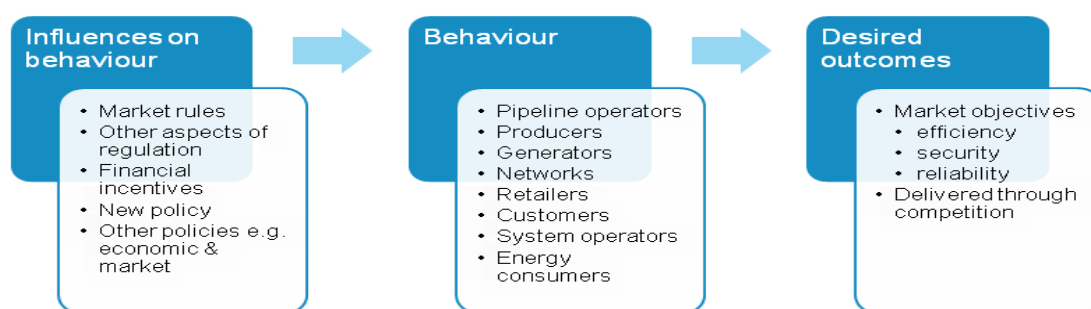 Influences on
behaviour
• Market rules
• Other aspects of
regulation
• Financial
incentives
• New policy
• Other policies e.g.
economic &
market
Behaviour
• Pipeline operators
• Producers
• Generators
• Networks
• Retailers
• Customers
• System operators
• Energy
consumers
Desired
outcomes
• Market objectives
• efficiency
• security
• reliability
• Delivered through
competition